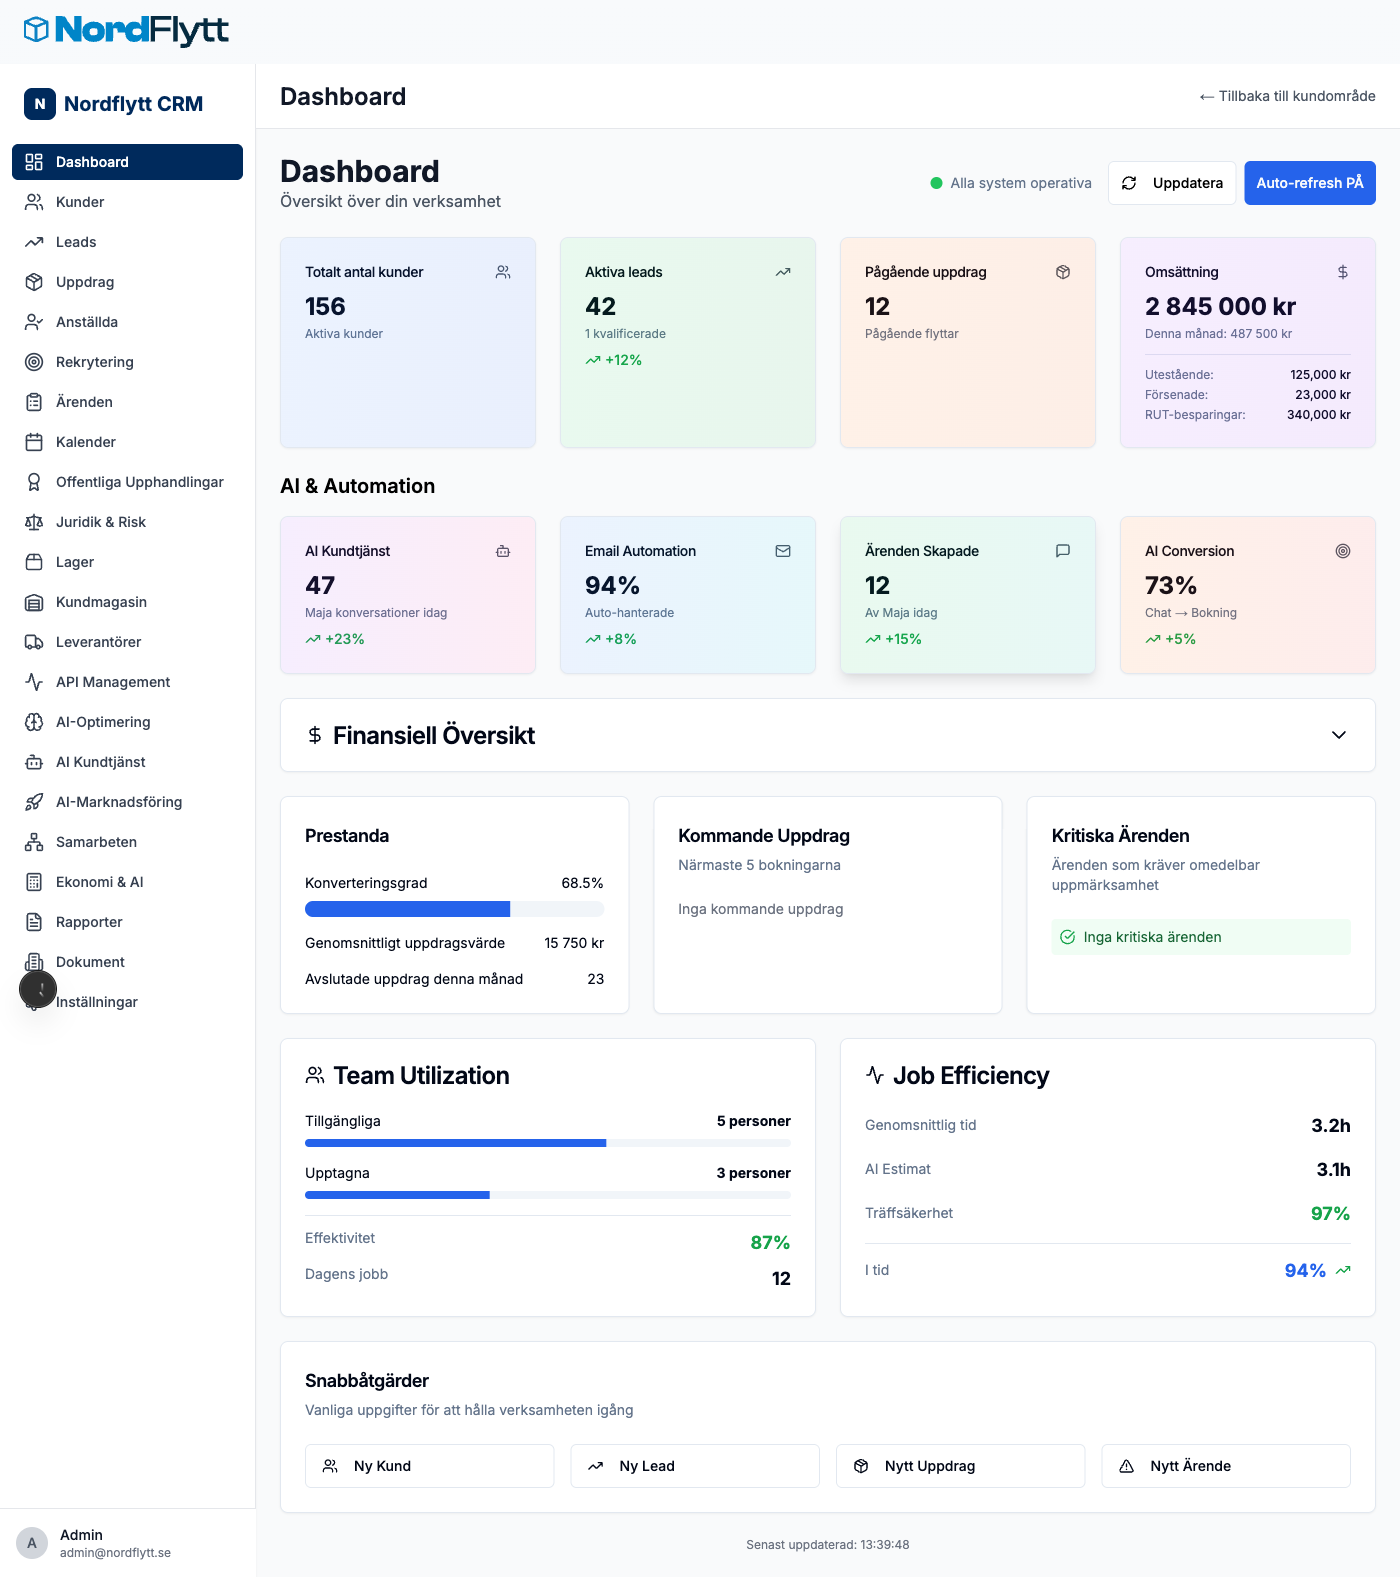 NordFlytt
N Nordflytt CRM
Dashboard
Kunder
Leads
Uppdrag
Anställda
Rekrytering
Ärenden
Kalender
Offentliga Upphandlingar
Juridik & Risk
Lager
Kundmagasin
Leverantörer
API Management
AI-Optimering
AI Kundtjänst
AI-Marknadsföring
Samarbeten
Ekonomi & AI
Rapporter
Dokument
Inställningar
A
Admin
admin@nordflytt.se
Dashboard
← Tillbaka till kundområde
Dashboard
Översikt över din verksamhet
Alla system operativa
Uppdatera
Auto-refresh PÅ
Totalt antal kunder
156
Aktiva kunder
Aktiva leads
42
1 kvalificerade
+12%
Pågående uppdrag
12
Pågående flyttar
Omsättning
2 845 000 kr
Denna månad: 487 500 kr
Utestående: 125,000 kr
Försenade: 23,000 kr
RUT-besparingar: 340,000 kr
AI & Automation
AI Kundtjänst
47
Maja konversationer idag
+23%
Email Automation
94%
Auto-hanterade
+8%
Ärenden Skapade
12
Av Maja idag
+15%
AI Conversion
73%
Chat → Bokning
+5%
Finansiell Översikt
Prestanda
Konverteringsgrad 68.5%
Genomsnittligt uppdragsvärde 15 750 kr
Avslutade uppdrag denna månad 23
Kommande Uppdrag
Närmaste 5 bokningarna
Inga kommande uppdrag
Kritiska Ärenden
Ärenden som kräver omedelbar
uppmärksamhet
Inga kritiska ärenden
Team Utilization
Tillgängliga 5 personer
Upptagna 3 personer
Effektivitet 87%
Dagens jobb 12
Job Efficiency
Genomsnittlig tid 3.2h
AI Estimat 3.1h
Träffsäkerhet 97%
I tid 94%
Snabbåtgärder
Vanliga uppgifter för att hålla verksamheten igång
Ny Kund
Ny Lead
Nytt Uppdrag
Nytt Ärende
Senast uppdaterad: 13:39:48